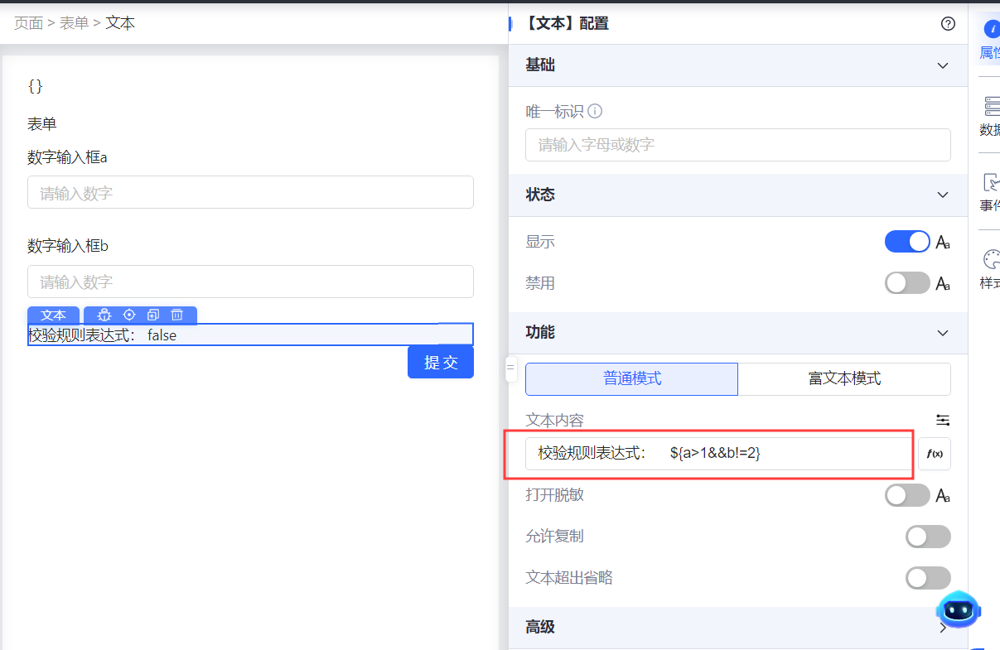 页面 > 表单 > 文本
{}
表单
数字输入框a
请输入数字
数字输入框b
请输入数字
文本
校验规则表达式： false
提 交
【文本】配置
基础
唯一标识
请输入字母或数字
状态
显示
Aa
禁用
Aa
功能
普通模式
富文本模式
文本内容
校验规则表达式： ${a>1&&b!=2}
f(x)
打开脱敏
Aa
允许复制
文本超出省略
高级
属性
数据
事件
样式